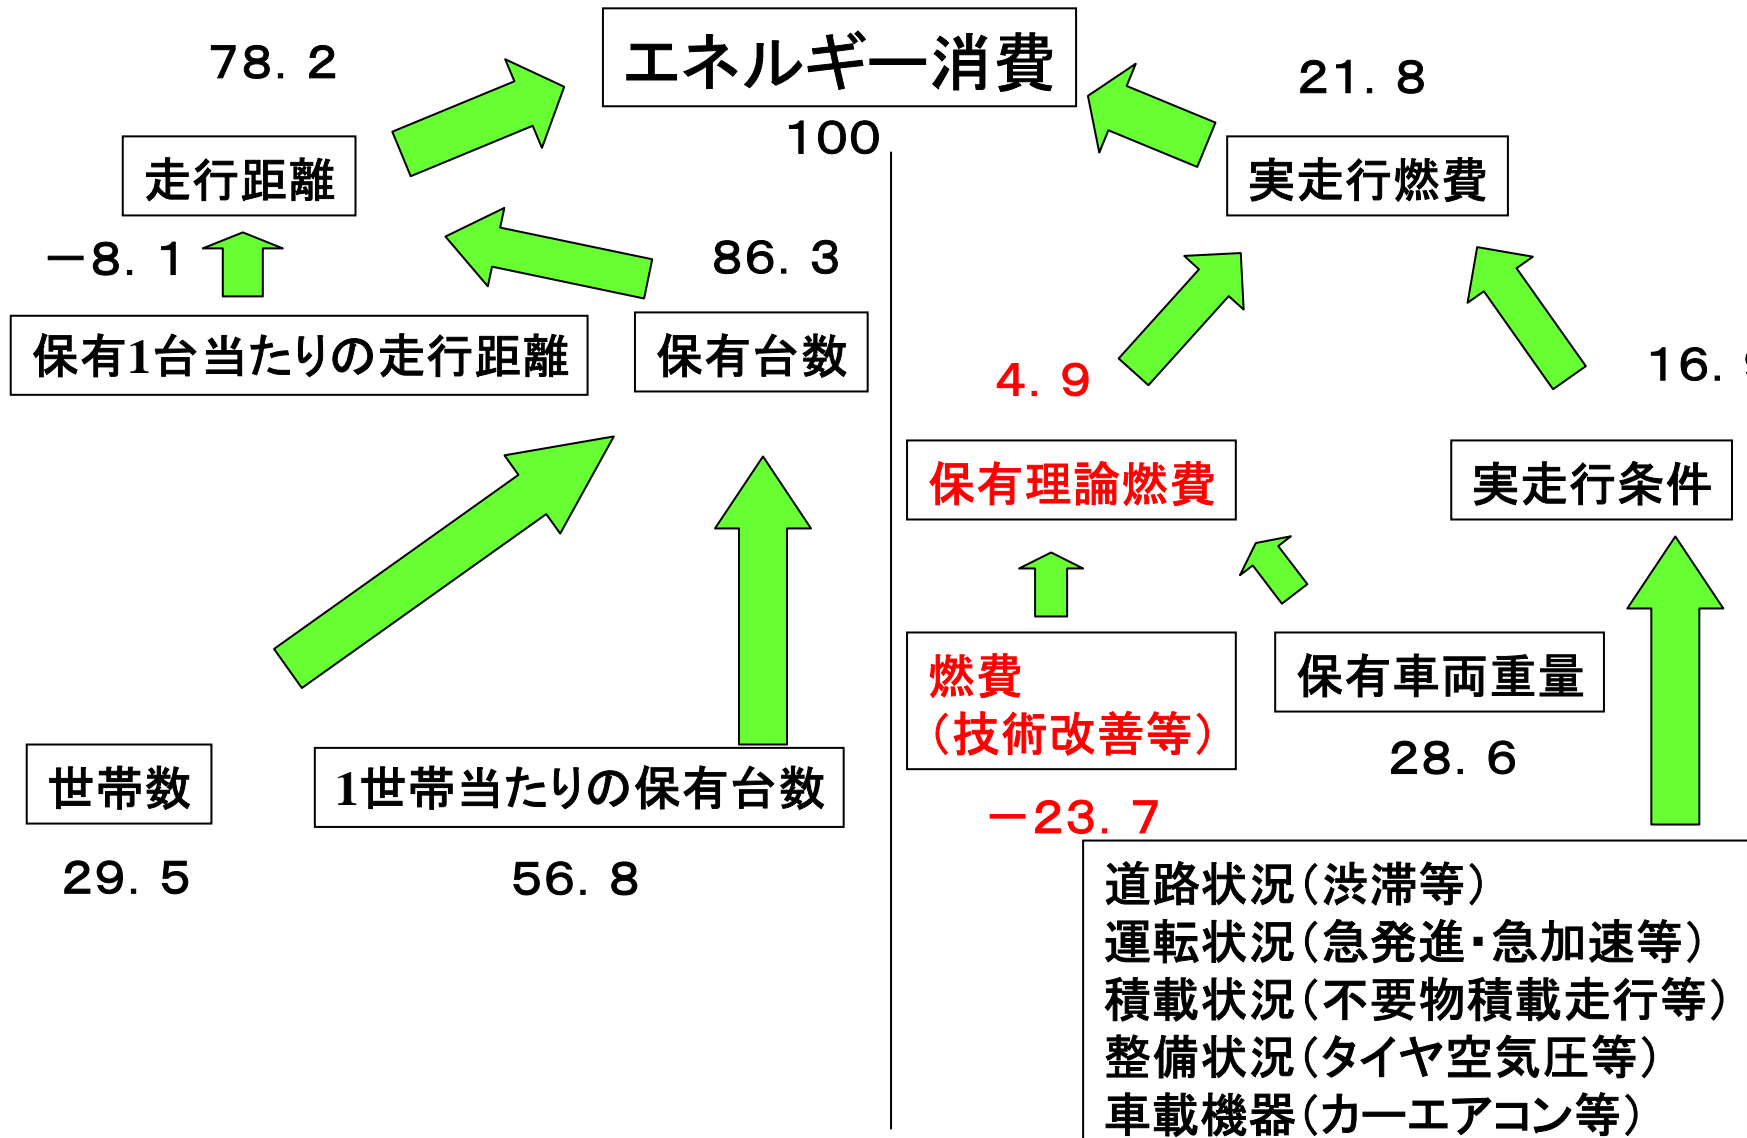 エネルギー消費
100
78. 2
21. 8
走行距離
実走行燃費
－8. 1
86. 3
保有1台当たりの走行距離
保有台数
4. 9
16. 9
保有理論燃費
実走行条件
燃費
（技術改善等）
保有車両重量
28. 6
－23. 7
世帯数
1世帯当たりの保有台数
29. 5
56. 8
道路状況（渋滞等）
運転状況（急発進・急加速等）
積載状況（不要物積載走行等）
整備状況（タイヤ空気圧等）
車載機器（カーエアコン等）